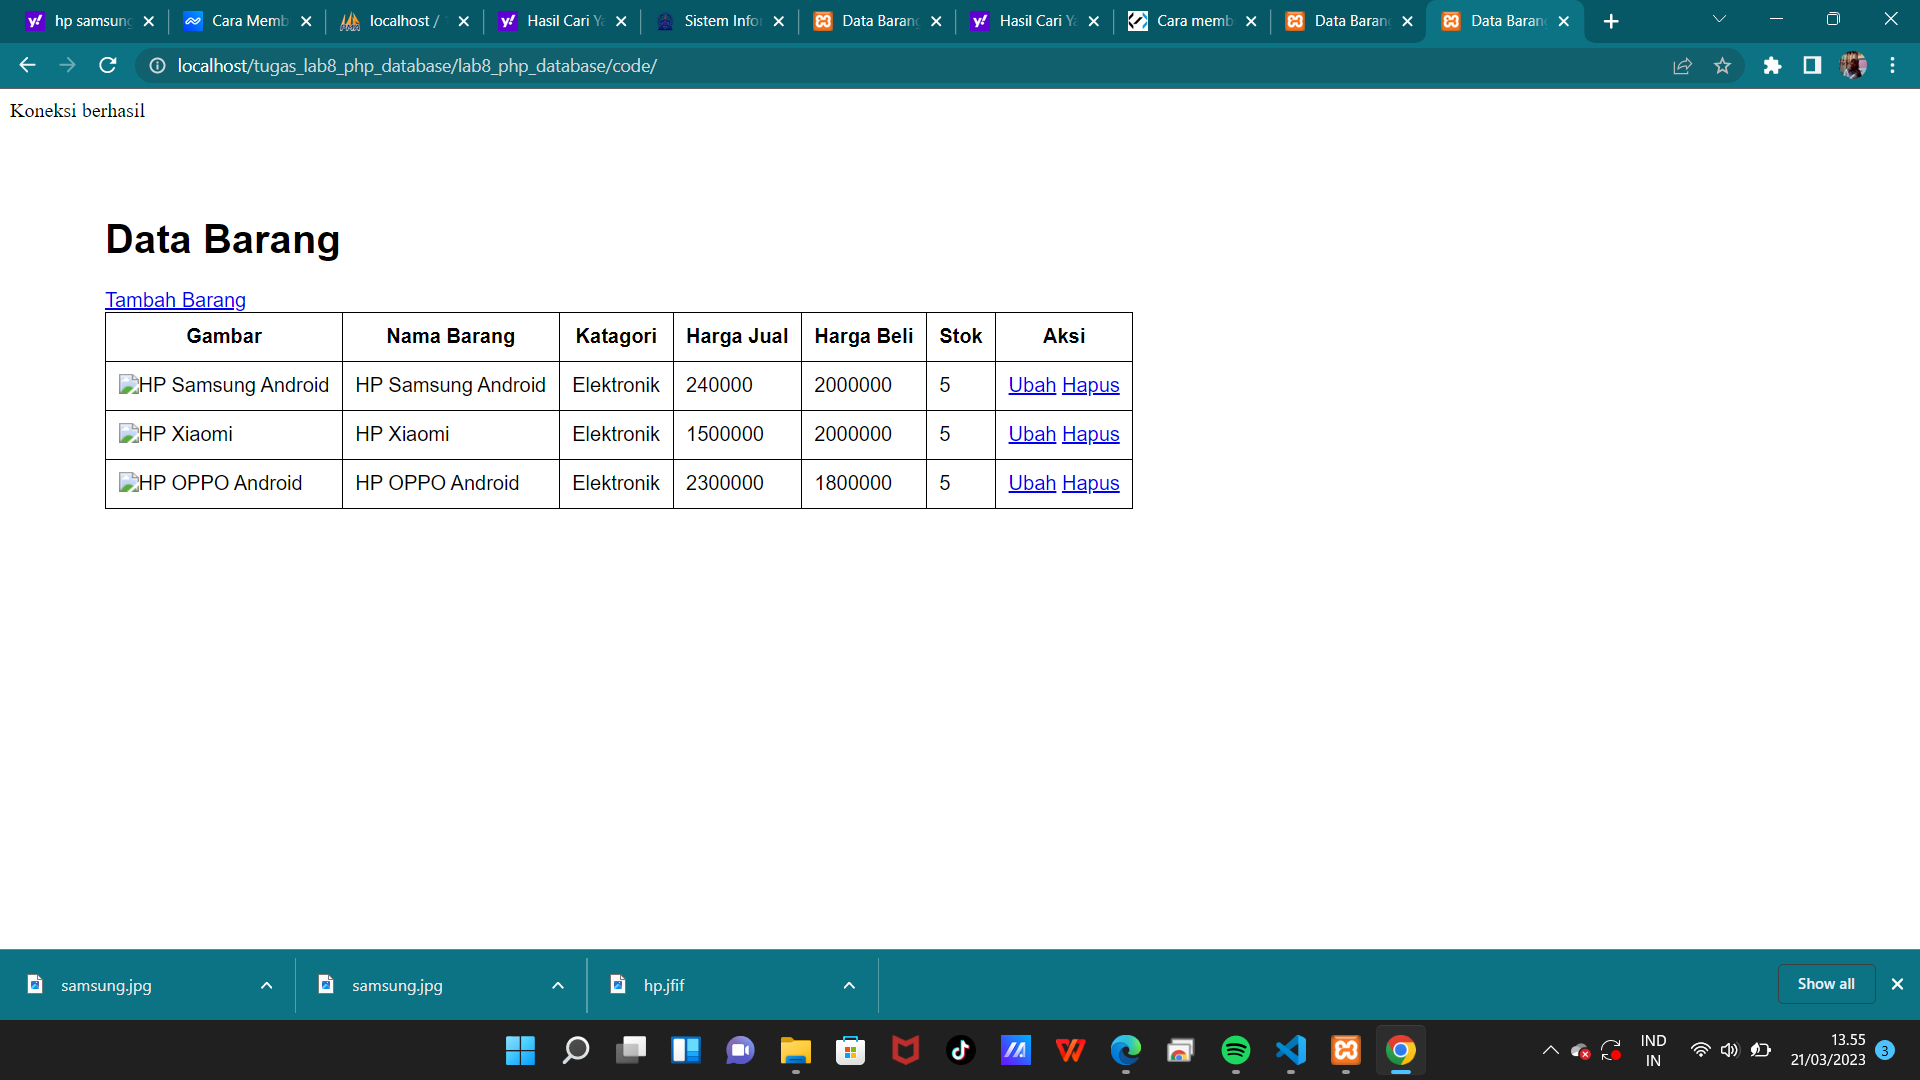 hp samsung
Cara Memb
localhost /
Hasil Cari Ya
Sistem Infor
Data Barang
Hasil Cari Ya
Cara memb
Data Barang
Data Barang
localhost/tugas_lab8_php_database/lab8_php_database/code/
Koneksi berhasil
Data Barang
Tambah Barang
Gambar Nama Barang Katagori Harga Jual Harga Beli Stok Aksi
HP Samsung Android HP Samsung Android Elektronik 240000 2000000 5 Ubah Hapus
HP Xiaomi HP Xiaomi Elektronik 1500000 2000000 5 Ubah Hapus
HP OPPO Android HP OPPO Android Elektronik 2300000 1800000 5 Ubah Hapus
samsung.jpg
samsung.jpg
hp.jfif
Show all
IND
IN
13.55
21/03/2023
3